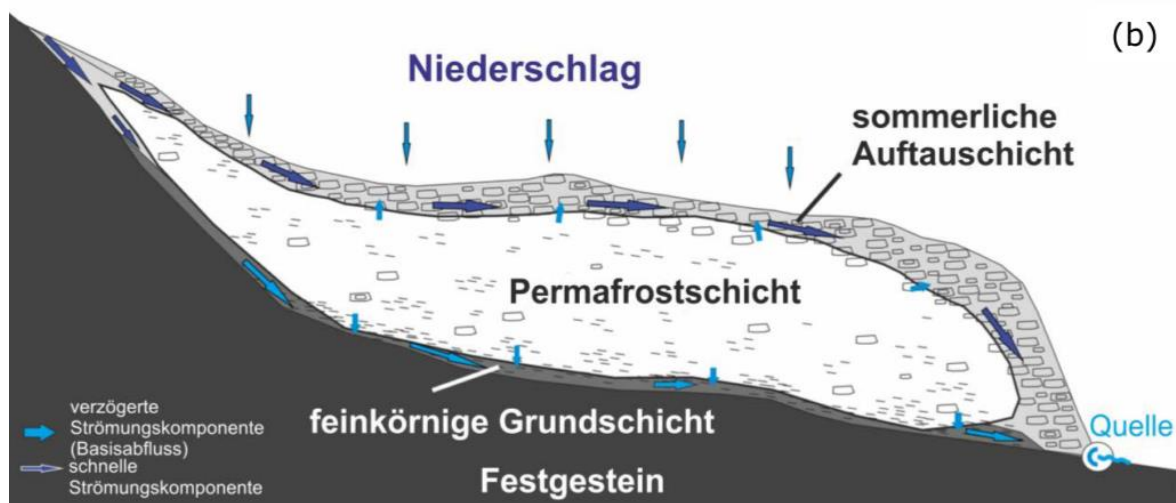 (b)
Niederschlag
sommerliche
Auftauschicht
Permafrostschicht
feinkörnige Grundschicht
Festgestein
Quelle
verzögerte
Strömungskomponente
(Basisabfluss)
schnelle
Strömungskomponente